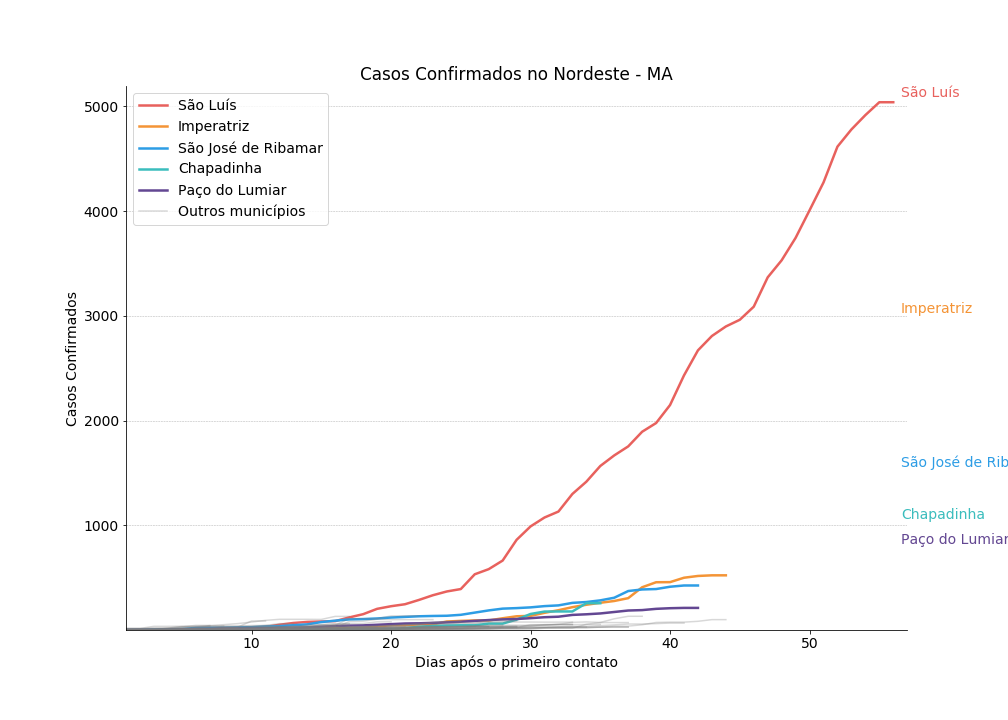 Casos Confirmados no Nordeste - MA
São Luís
Imperatriz
São José de Ribamar
Chapadinha
Paço do Lumiar
Outros municípios
5000
4000
3000
2000
1000
Casos Confirmados
10
20
30
40
50
Dias após o primeiro contato
São Luís
Imperatriz
São José de Rib
Chapadinha
Paço do Lumiar